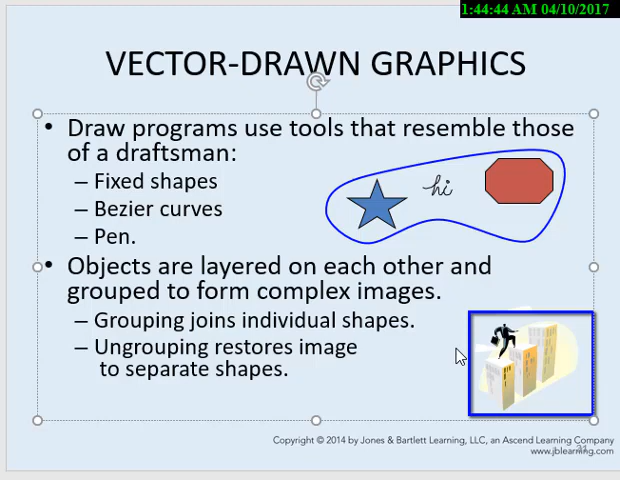 1:44:44 AM 04/10/2017
VECTOR-DRAWN GRAPHICS
• Draw programs use tools that resemble those
of a draftsman:
– Fixed shapes
– Bezier curves
– Pen.
hi
• Objects are layered on each other and
grouped to form complex images.
– Grouping joins individual shapes.
– Ungrouping restores image
to separate shapes.
Copyright © 2014 by Jones & Bartlett Learning, LLC, an Ascend Learning Company
www.jblearning.com